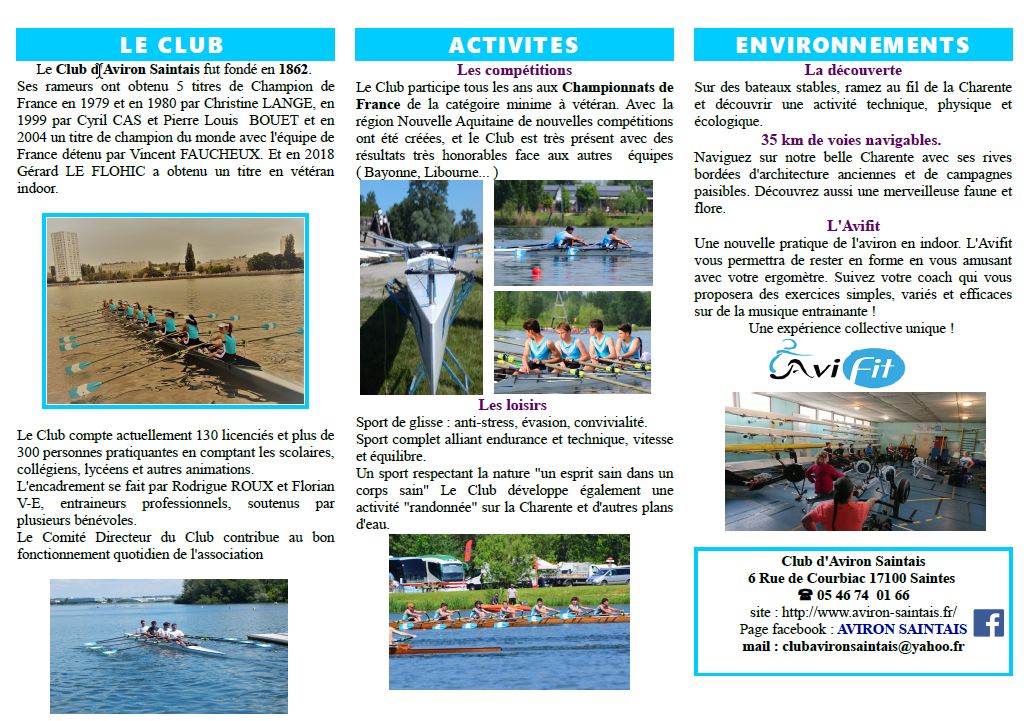 LE CLUB
Le Club d'Aviron Saintais fut fondé en 1862.
Ses rameurs ont obtenu 5 titres de Champion de
France en 1979 et en 1980 par Christine LANGE, en
1999 par Cyril CAS et Pierre Louis BOUET et en
2004 un titre de champion du monde avec l'équipe de
France détenu par Vincent FAUCHEUX. Et en 2018
Gérard LE FLOHIC a obtenu un titre en vétéran
indoor.
Le Club compte actuellement 130 licenciés et plus de
300 personnes pratiquantes en comptant les scolaires,
collégiens, lycéens et autres animations.
L'encadrement se fait par Rodrigue ROUX et Florian
V-E, entraineurs professionnels, soutenus par
plusieurs bénévoles.
Le Comité Directeur du Club contribue au bon
fonctionnement quotidien de l'association
ACTIVITES
Les compétitions
Le Club participe tous les ans aux Championnats de
France de la catégoire minime à vétéran. Avec la
région Nouvelle Aquitaine de nouvelles compétitions
ont été créées, et le Club est très présent avec des
résultats très honorables face aux autres équipes
( Bayonne, Libourne... )
Les loisirs
Sport de glisse : anti-stress, évasion, convivialité.
Sport complet alliant endurance et technique, vitesse
et équilibre.
Un sport respectant la nature "un esprit sain dans un
corps sain" Le Club développe également une
activité "randonnée" sur la Charente et d'autres plans
d'eau.
ENVIRONNEMENTS
La découverte
Sur des bateaux stables, ramez au fil de la Charente
et découvrir une activité technique, physique et
écologique.
35 km de voies navigables.
Naviguez sur notre belle Charente avec ses rives
bordées d'architecture anciennes et de campagnes
paisibles. Découvrez aussi une merveilleuse faune et
flore.
L'Avifit
Une nouvelle pratique de l'aviron en indoor. L'Avifit
vous permettra de rester en forme en vous amusant
avec votre ergomètre. Suivez votre coach qui vous
proposera des exercices simples, variés et efficaces
sur de la musique entrainante !
Une expérience collective unique !
AviFit
Club d'Aviron Saintais
6 Rue de Courbiac 17100 Saintes
☎ 05 46 74 01 66
site : http://www.aviron-saintais.fr/
Page facebook : AVIRON SAINTAIS
mail : clubavironsaintais@yahoo.fr